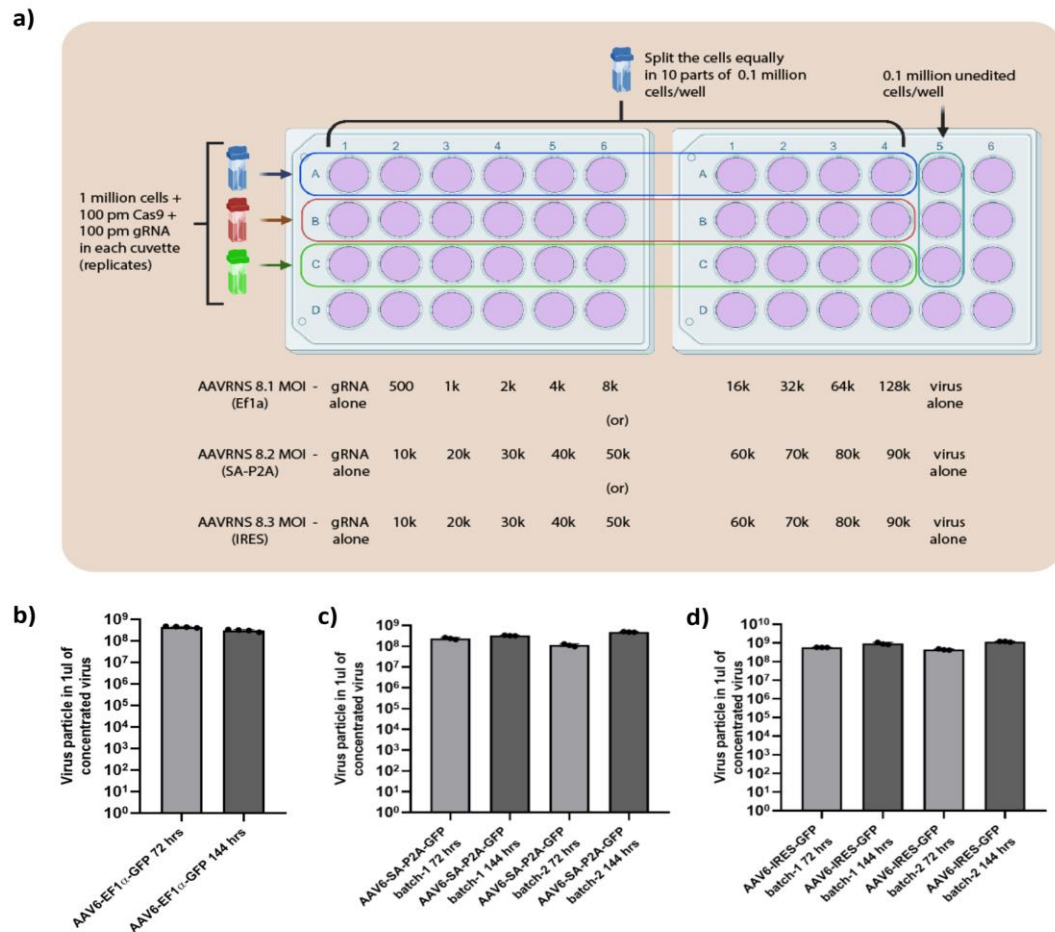 a)
Split the cells equally
in 10 parts of 0.1 million
cells/well
0.1 million unedited
cells/well
1 million cells +
100 pm Cas9 +
100 pm gRNA
in each cuvette
(replicates)
1 2 3 4 5 6
A
B
C
D
1 2 3 4 5 6
A
B
C
D
AAVRNS 8.1 MOI - gRNA 500 1k 2k 4k 8k 16k 32k 64k 128k virus
(Ef1a) alone alone
(or)
AAVRNS 8.2 MOI - gRNA 10k 20k 30k 40k 50k 60k 70k 80k 90k virus
(SA-P2A) alone alone
(or)
AAVRNS 8.3 MOI - gRNA 10k 20k 30k 40k 50k 60k 70k 80k 90k virus
(IRES) alone alone
b)
Virus particle in 1ul of
concentrated virus
10⁹
10⁸
10⁷
10⁶
10⁵
10⁴
10³
10²
10¹
10⁰
AAV6-EF1α-GFP 72 hrs
AAV6-EF1α-GFP 144 hrs
c)
Virus particle in 1ul of
concentrated virus
10⁹
10⁸
10⁷
10⁶
10⁵
10⁴
10³
10²
10¹
10⁰
AAV6-SA-P2A-GFP
batch-1 72 hrs
AAV6-SA-P2A-GFP
batch-1 144 hrs
AAV6-SA-P2A-GFP
batch-2 72 hrs
AAV6-SA-P2A-GFP
batch-2 144 hrs
d)
Virus particle in 1ul of
concentrated virus
10¹⁰
10⁹
10⁸
10⁷
10⁶
10⁵
10⁴
10³
10²
10¹
10⁰
AAV6-IRES-GFP
batch-1 72 hrs
AAV6-IRES-GFP
batch-1 144 hrs
AAV6-IRES-GFP
batch-2 72 hrs
AAV6-IRES-GFP
batch-2 144 hrs